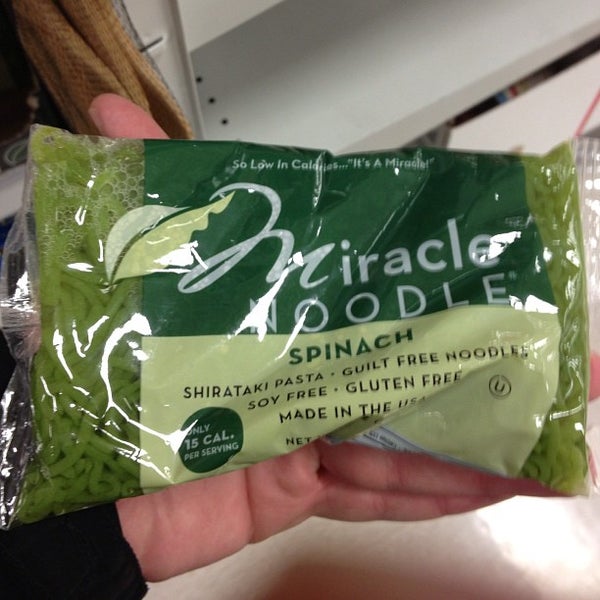 So Low In Calories..."It's A Miracle!"
Miracle
NOODLE®
SPINACH
SHIRATAKI PASTA · GUILT FREE NOODLES
SOY FREE · GLUTEN FREE
MADE IN THE USA
U
NET
ONLY
15 CAL.
PER SERVING